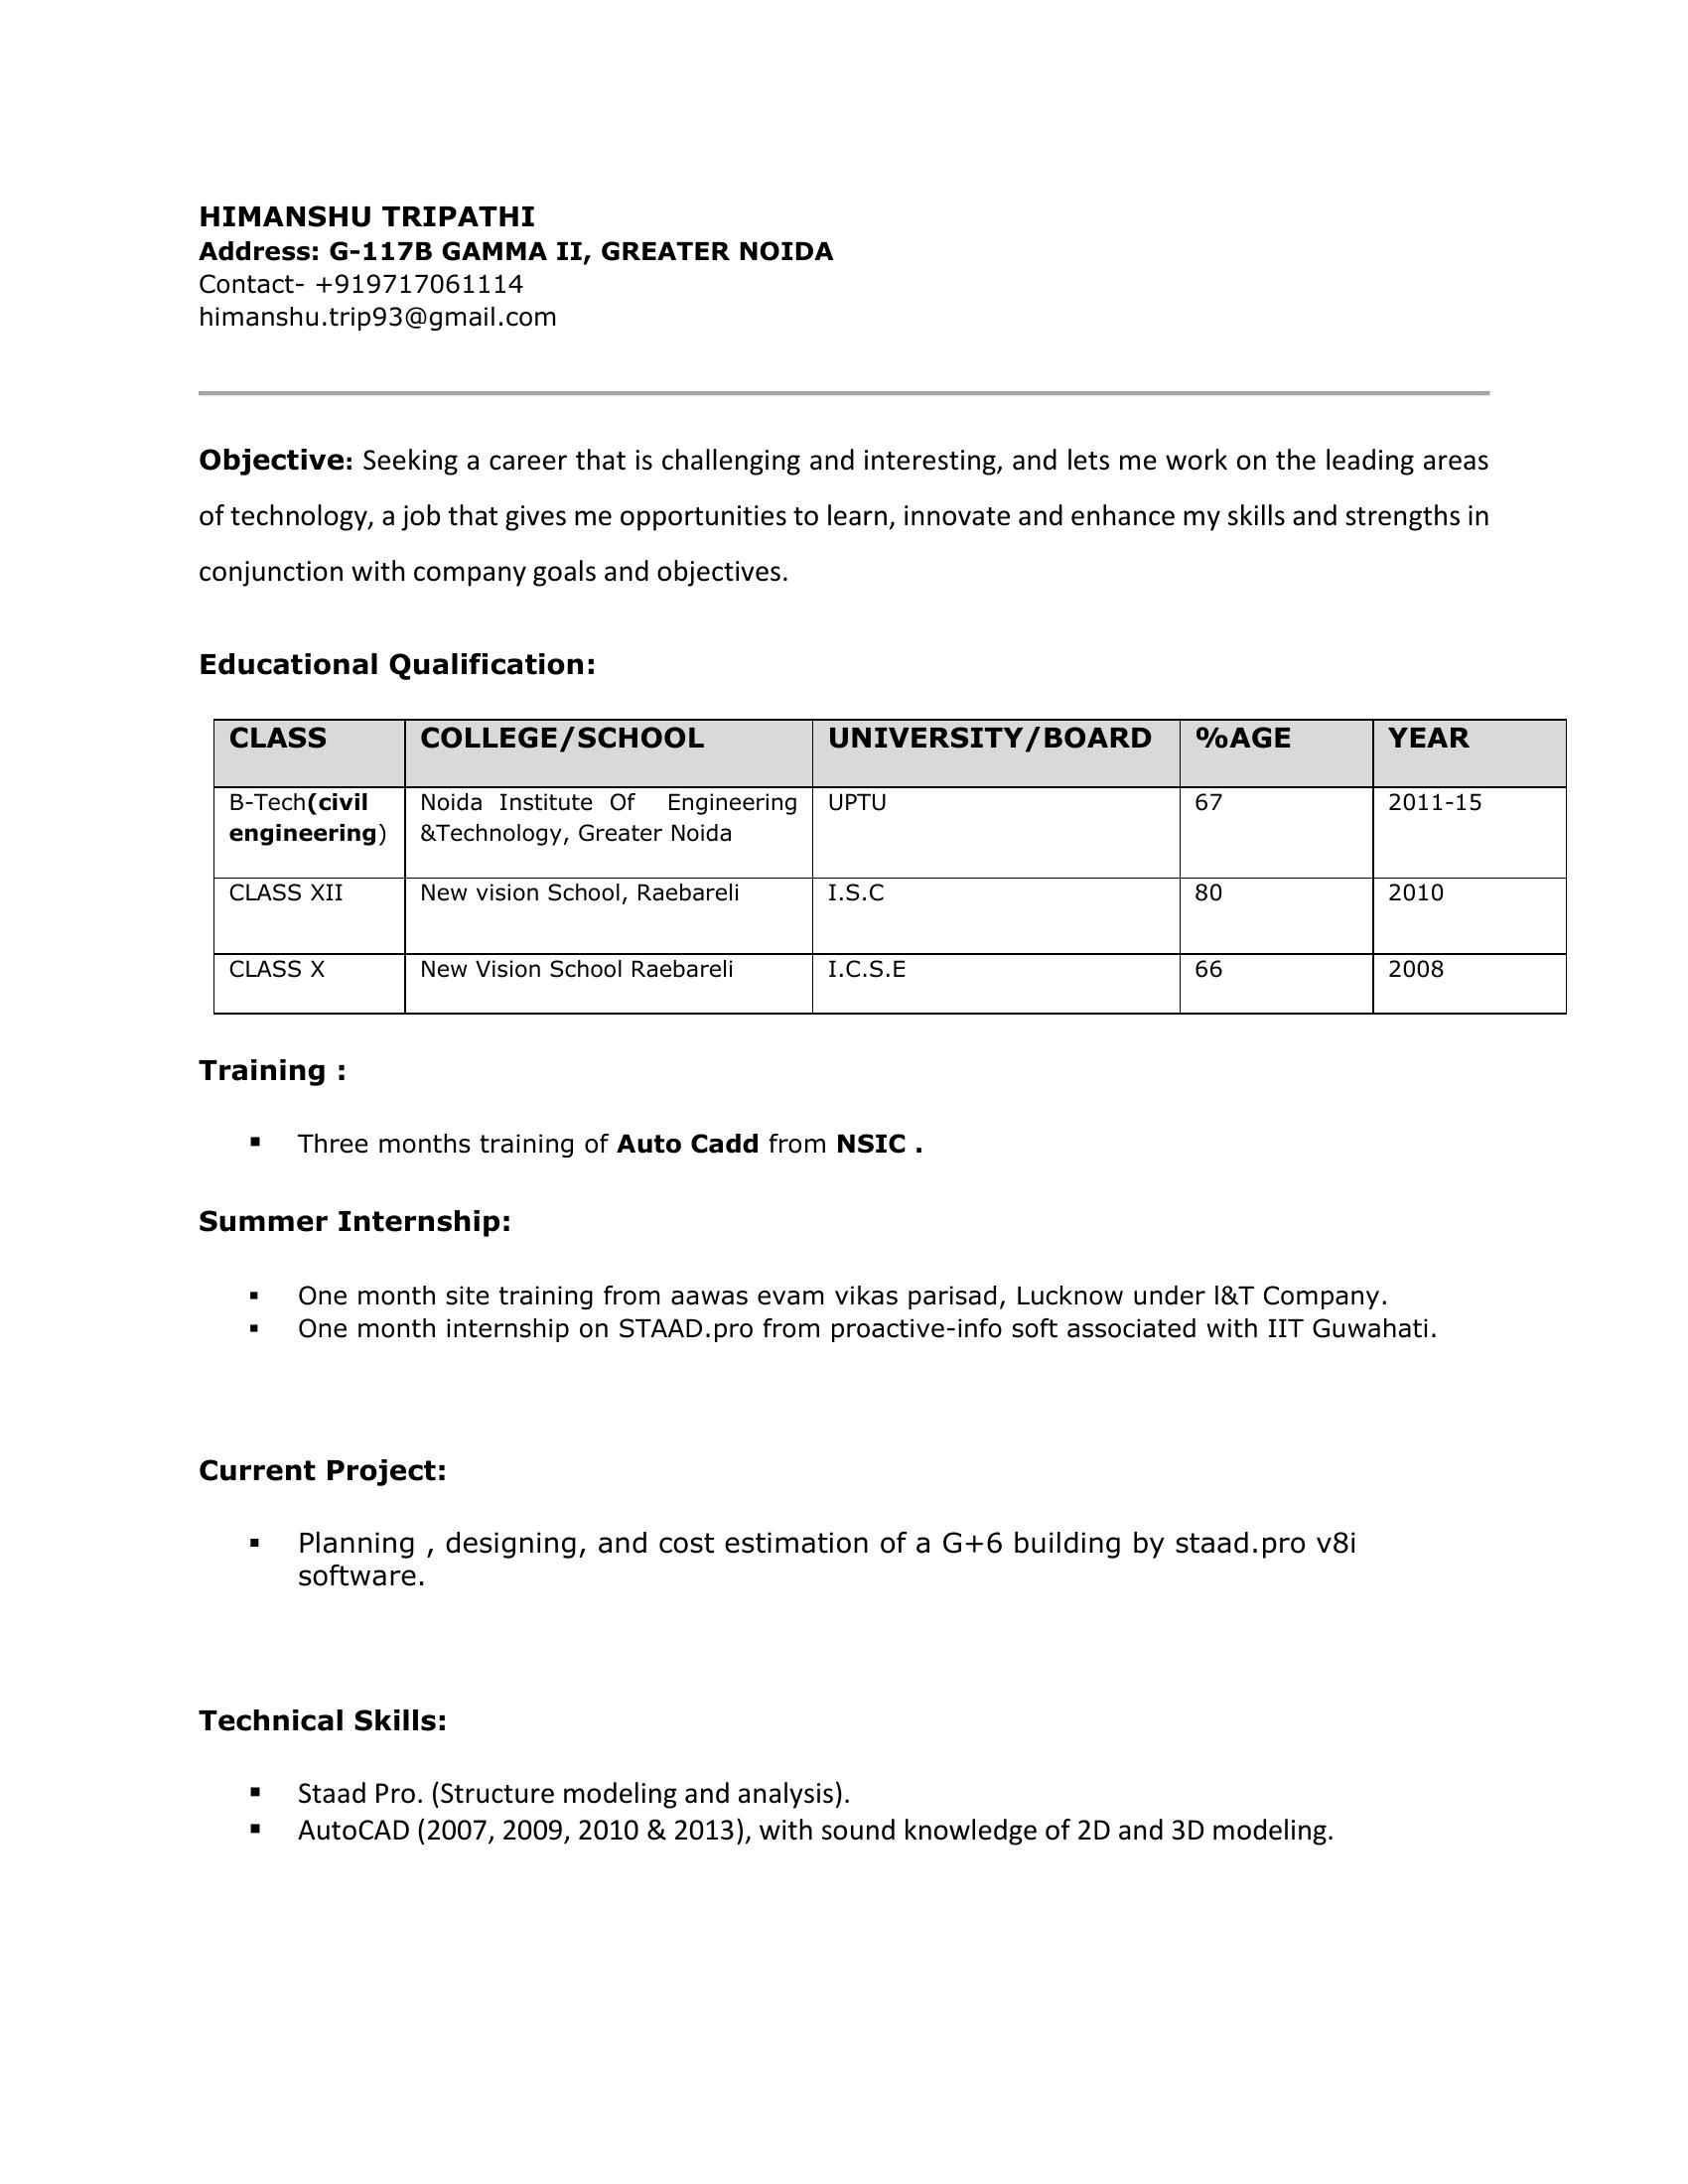 HIMANSHU TRIPATHI
Address: G-117B GAMMA II, GREATER NOIDA
Contact- +919717061114
himanshu.trip93@gmail.com
Objective: Seeking a career that is challenging and interesting, and lets me work on the leading areas
of technology, a job that gives me opportunities to learn, innovate and enhance my skills and strengths in
conjunction with company goals and objectives.
Educational Qualification:
CLASS COLLEGE/SCHOOL UNIVERSITY/BOARD %AGE YEAR
B-Tech(civil Noida Institute Of Engineering UPTU 67 2011-15
engineering) &Technology, Greater Noida
CLASS XII New vision School, Raebareli I.S.C 80 2010
CLASS X New Vision School Raebareli I.C.S.E 66 2008
Training :
▪ Three months training of Auto Cadd from NSIC .
Summer Internship:
▪ One month site training from aawas evam vikas parisad, Lucknow under l&T Company.
▪ One month internship on STAAD.pro from proactive-info soft associated with IIT Guwahati.
Current Project:
▪ Planning , designing, and cost estimation of a G+6 building by staad.pro v8i
software.
Technical Skills:
▪ Staad Pro. (Structure modeling and analysis).
▪ AutoCAD (2007, 2009, 2010 & 2013), with sound knowledge of 2D and 3D modeling.